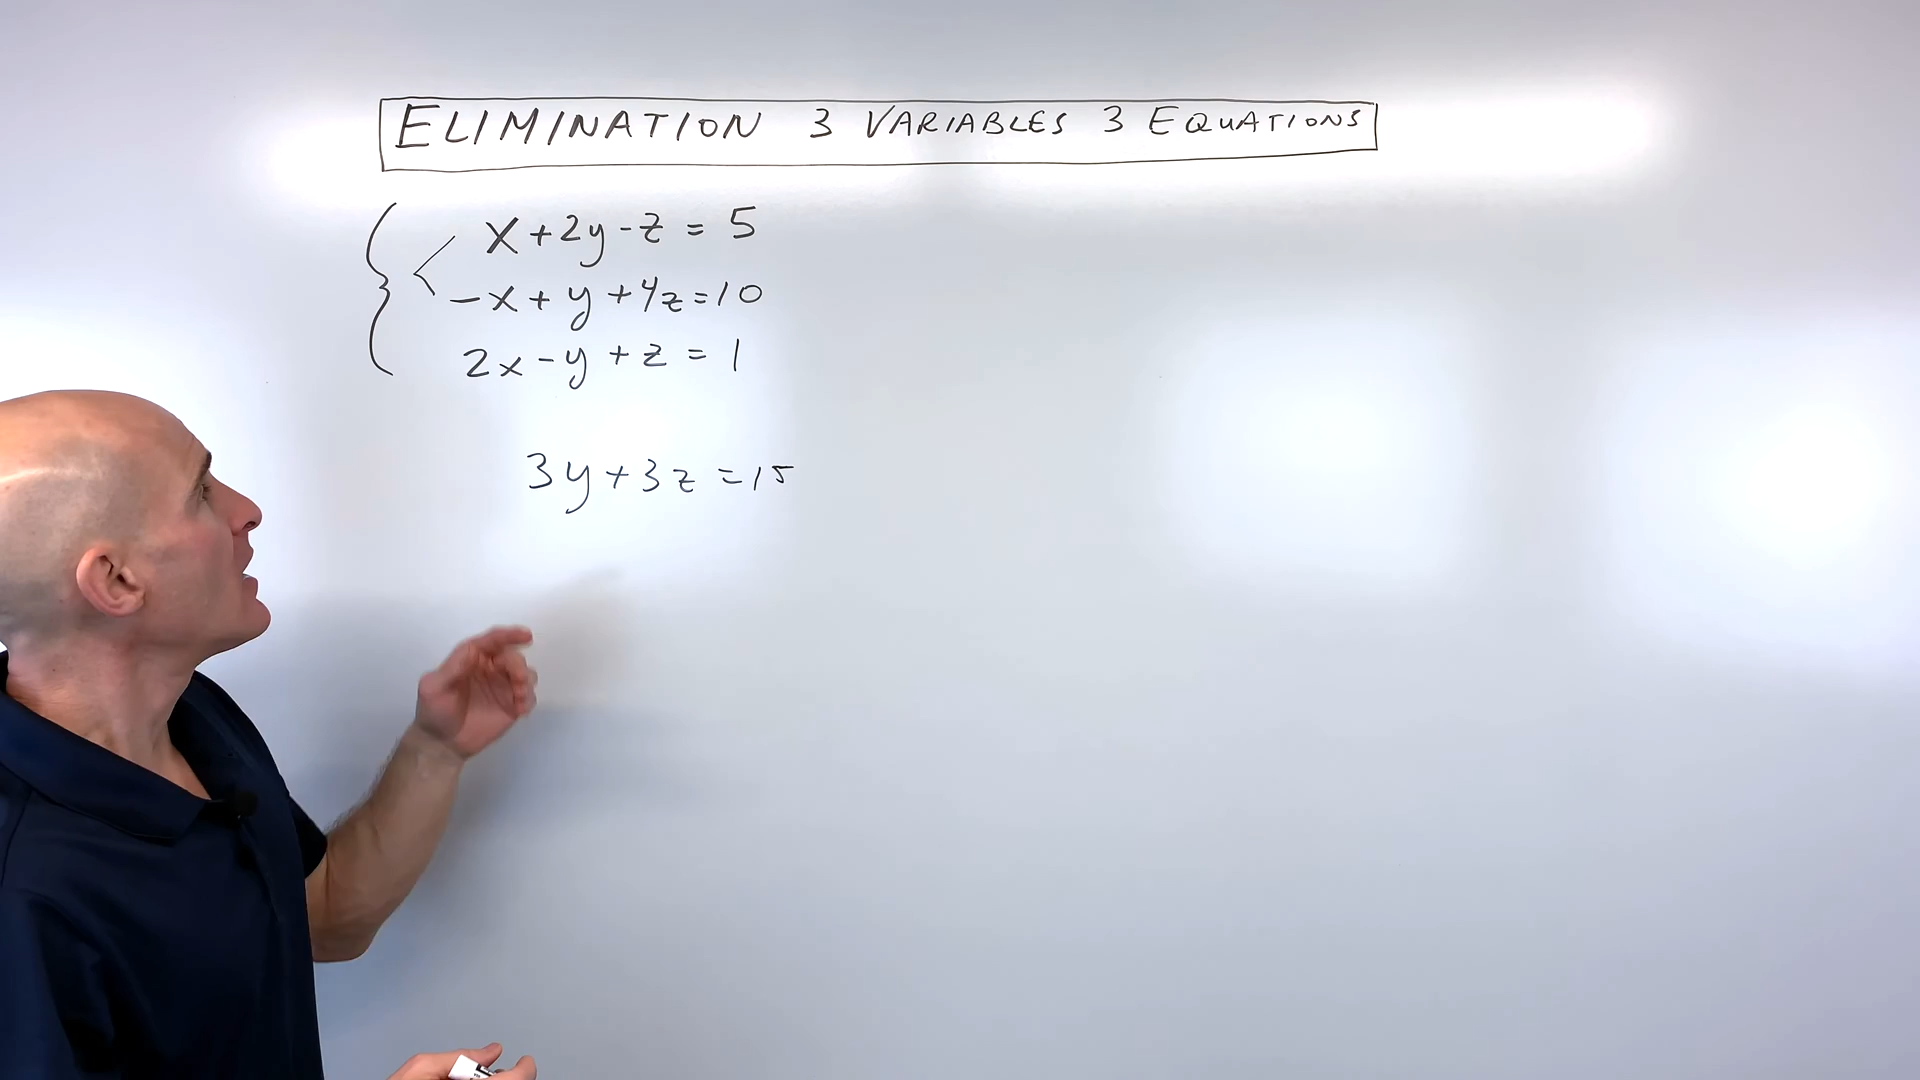 ELIMINATION 3 VARIABLES 3 EQUATIONS
x+2y-z = 5
-x+y+4z=10
2x-y+z = 1
3y+3z=15